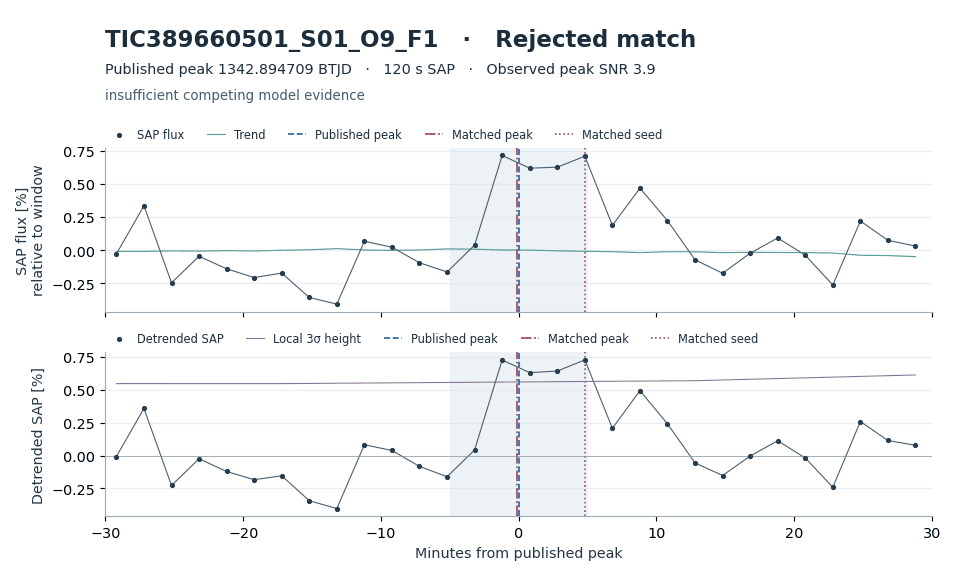 TIC389660501_S01_O9_F1 · Rejected match
Published peak 1342.894709 BTJD · 120 s SAP · Observed peak SNR 3.9
insufficient competing model evidence
SAP flux Trend Published peak Matched peak Matched seed
0.75
0.50
0.25
0.00
−0.25
SAP flux [%]
relative to window
Detrended SAP Local 3σ height Published peak Matched peak Matched seed
0.75
0.50
0.25
0.00
−0.25
Detrended SAP [%]
−30 −20 −10 0 10 20 30
Minutes from published peak